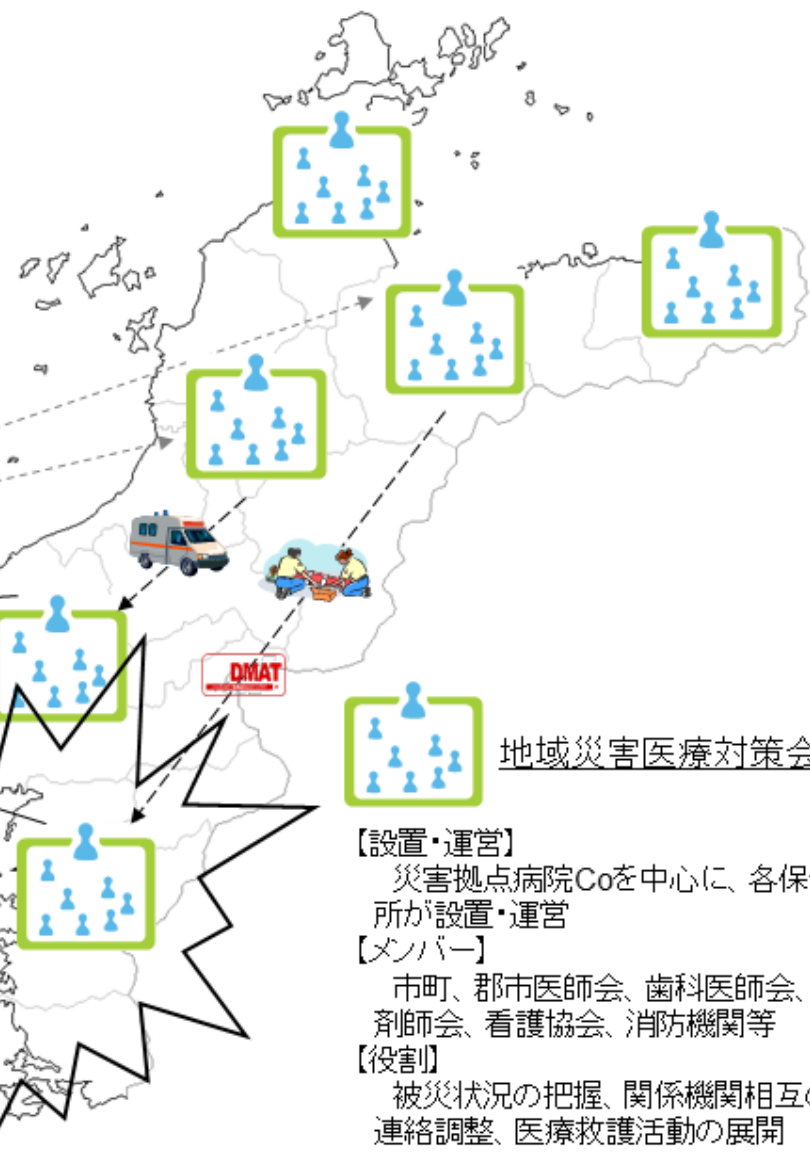 DMAT
地域災害医療対策会
【設置・運営】
災害拠点病院Coを中心に、各保
所が設置・運営
【メンバー】
市町、郡市医師会、歯科医師会、
剤師会、看護協会、消防機関等
【役割】
被災状況の把握、関係機関相互の
連絡調整、医療救護活動の展開